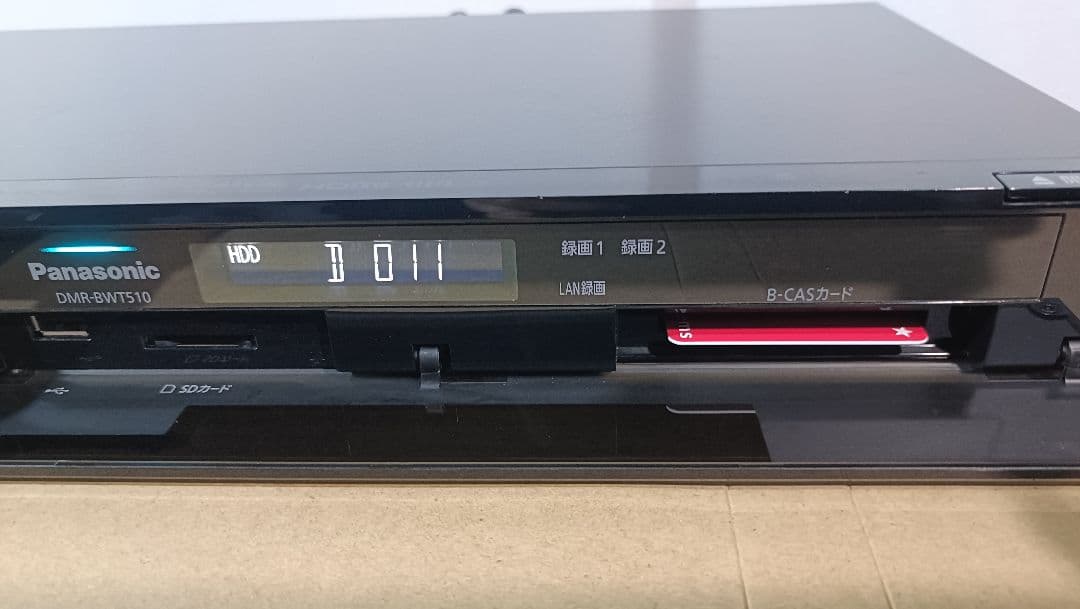 HDD D 011
録画1 録画2
Panasonic
DMR-BWT510
LAN録画
B-CASカード
SDカード